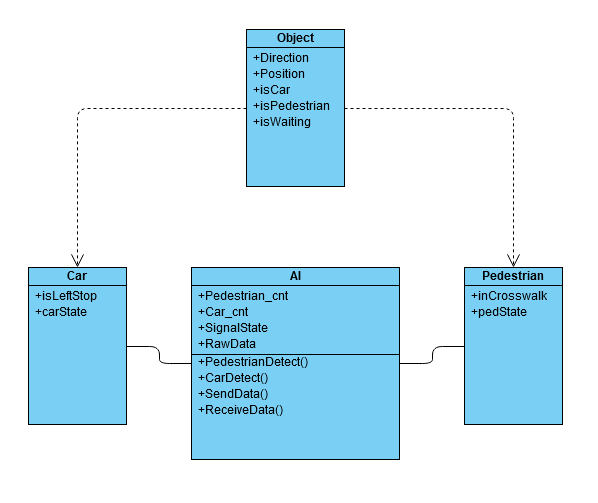 Object
+Direction
+Position
+isCar
+isPedestrian
+isWaiting
Car
+isLeftStop
+carState
AI
+Pedestrian_cnt
+Car_cnt
+SignalState
+RawData
+PedestrianDetect()
+CarDetect()
+SendData()
+ReceiveData()
Pedestrian
+inCrosswalk
+pedState